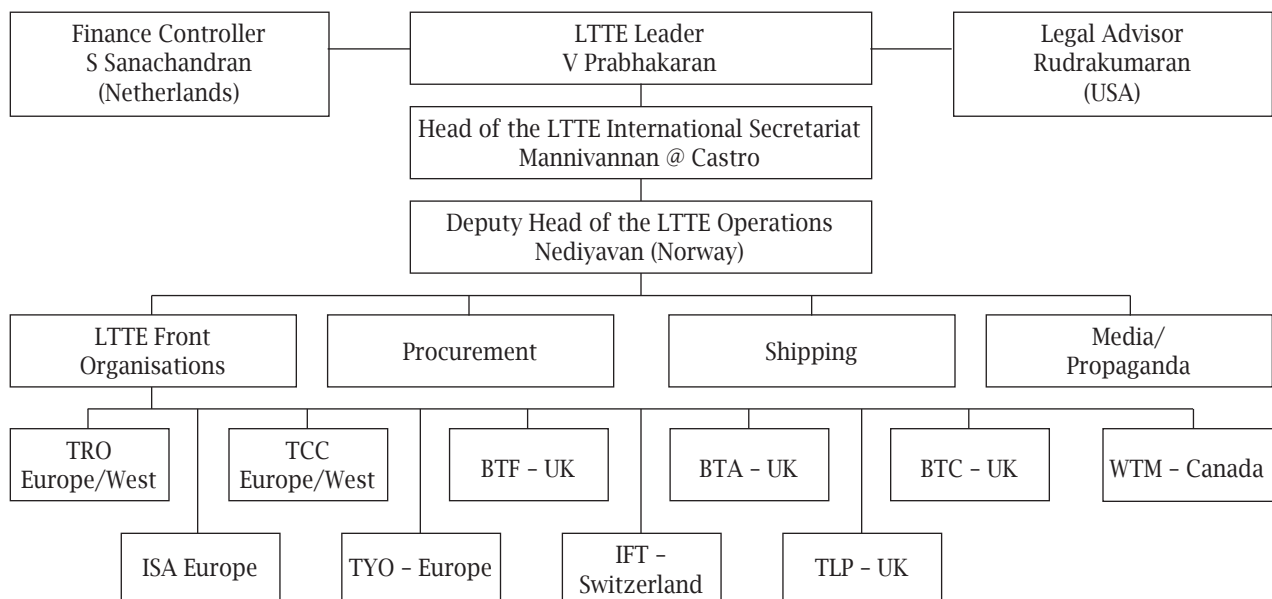 Finance Controller
S Sanachandran
(Netherlands)
LTTE Leader
V Prabhakaran
Legal Advisor
Rudrakumaran
(USA)
Head of the LTTE International Secretariat
Mannivannan @ Castro
Deputy Head of the LTTE Operations
Nediyavan (Norway)
LTTE Front
Organisations
Procurement
Shipping
Media/
Propaganda
TRO
Europe/West
TCC
Europe/West
BTF – UK
BTA – UK
BTC – UK
WTM – Canada
ISA Europe
TYO – Europe
IFT –
Switzerland
TLP – UK